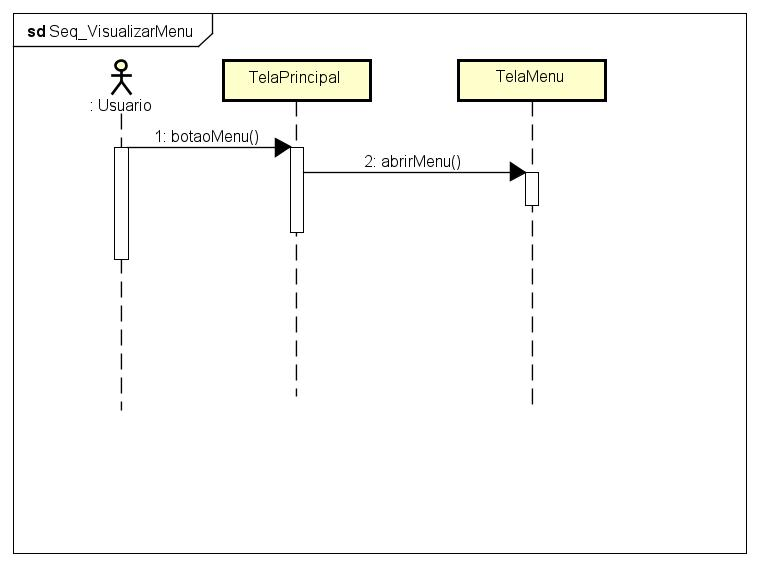 sd Seq_VisualizarMenu
TelaPrincipal
TelaMenu
: Usuario
1: botaoMenu()
2: abrirMenu()